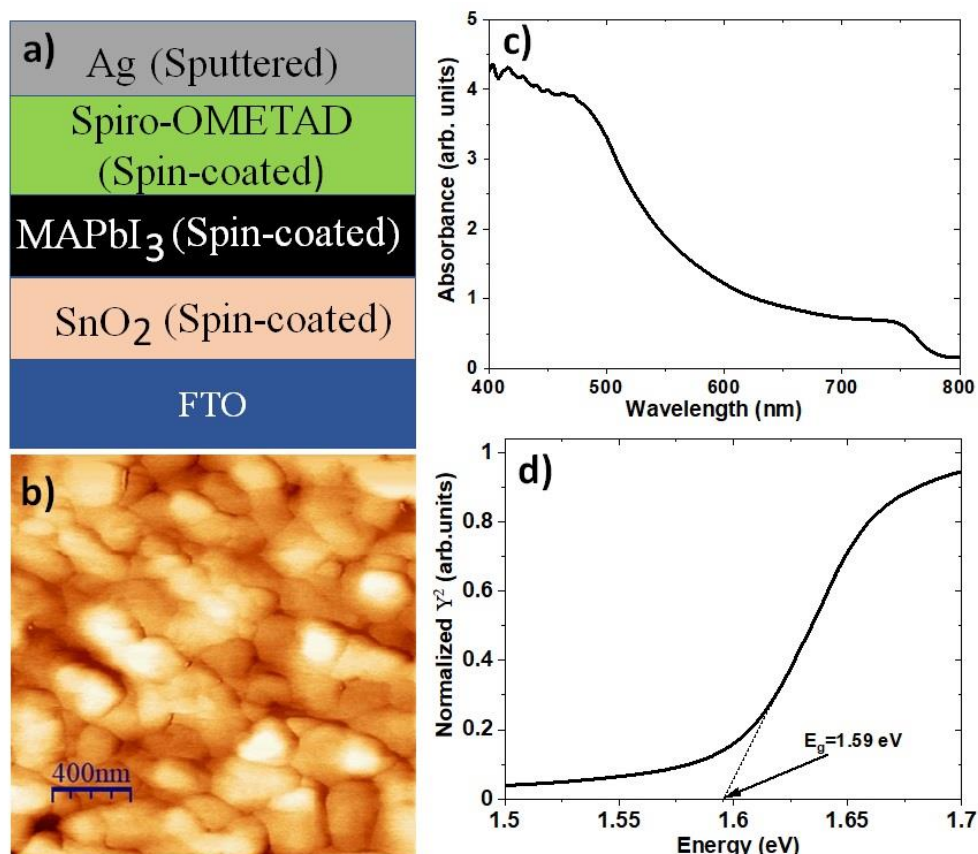 a)
Ag (Sputtered)
Spiro-OMETAD
(Spin-coated)
MAPbI3 (Spin-coated)
SnO2 (Spin-coated)
FTO
b)
400nm
c)
Absorbance (arb. units)
5
4
3
2
1
0
400 500 600 700 800
Wavelength (nm)
d)
Normalized Υ² (arb.units)
1
0.8
0.6
0.4
0.2
0
Eg=1.59 eV
1.5 1.55 1.6 1.65 1.7
Energy (eV)